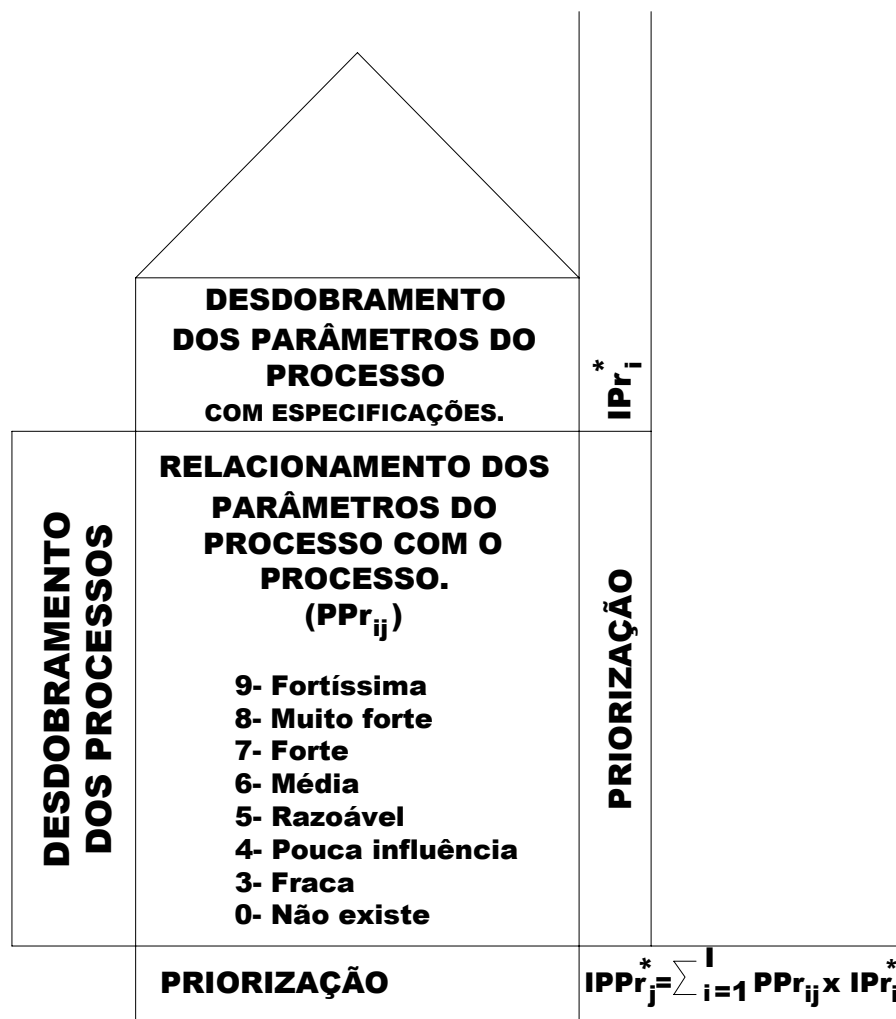 DESDOBRAMENTO
DOS PARÂMETROS DO
PROCESSO
COM ESPECIFICAÇÕES.
IPr*i
DESDOBRAMENTO
DOS PROCESSOS
RELACIONAMENTO DOS
PARÂMETROS DO
PROCESSO COM O
PROCESSO.
(PPrij)
9- Fortíssima
8- Muito forte
7- Forte
6- Média
5- Razoável
4- Pouca influência
3- Fraca
0- Não existe
PRIORIZAÇÃO
PRIORIZAÇÃO
IPPr*j=∑ I i=1 PPrij x IPr*i